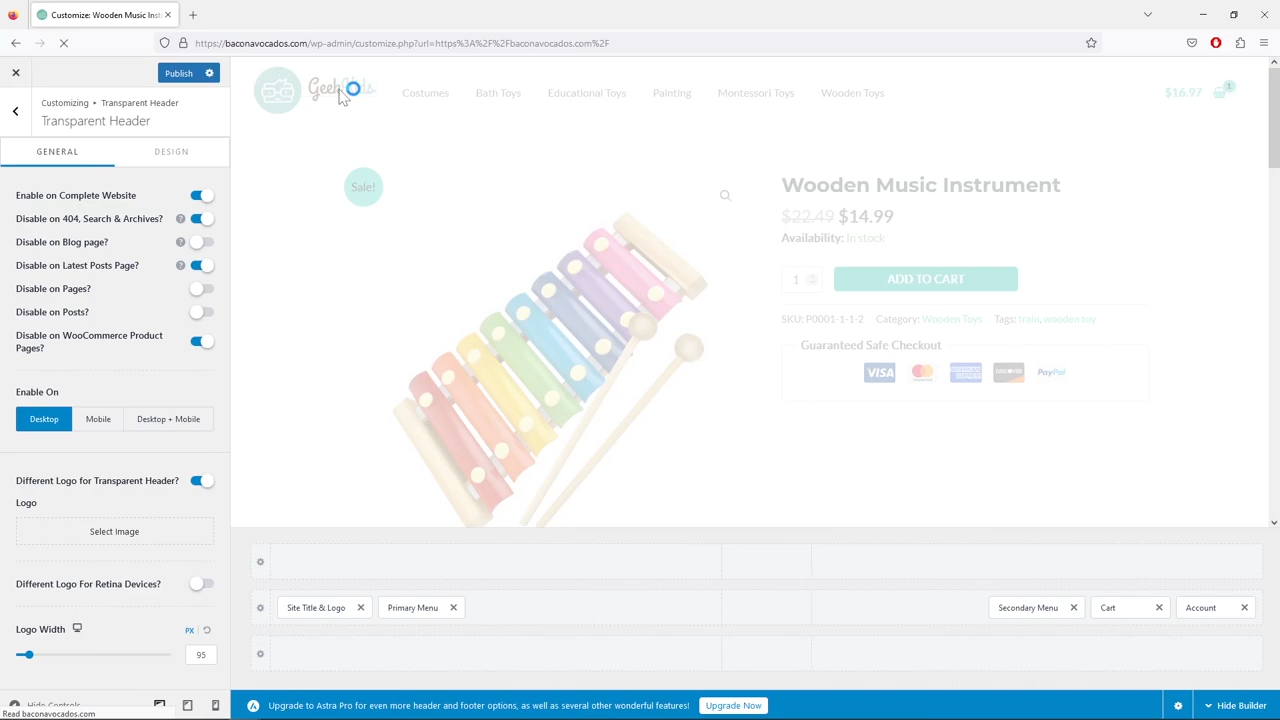 Customize: Wooden Music Inst
https://baconavocados.com/wp-admin/customize.php?url=https%3A%2F%2Fbaconavocados.com%2F
Publish
Customizing • Transparent Header
Transparent Header
GENERAL
DESIGN
Enable on Complete Website
Disable on 404, Search & Archives?
Disable on Blog page?
Disable on Latest Posts Page?
Disable on Pages?
Disable on Posts?
Disable on WooCommerce Product
Pages?
Enable On
Desktop
Mobile
Desktop + Mobile
Different Logo for Transparent Header?
Logo
Select Image
Different Logo For Retina Devices?
Logo Width
PX
95
Hide Controls
Read baconavocados.com
Costumes
Bath Toys
Educational Toys
Painting
Montessori Toys
Wooden Toys
$16.97
1
Sale!
Wooden Music Instrument
$22.49 $14.99
Availability: In stock
1
ADD TO CART
SKU: P0001-1-1-2 Category: Wooden Toys Tags: train, wooden toy
Guaranteed Safe Checkout
VISA
MasterCard
AMERICAN EXPRESS
DISCOVER
PayPal
Site Title & Logo
Primary Menu
Secondary Menu
Cart
Account
Upgrade to Astra Pro for even more header and footer options, as well as several other wonderful features!
Upgrade Now
Hide Builder